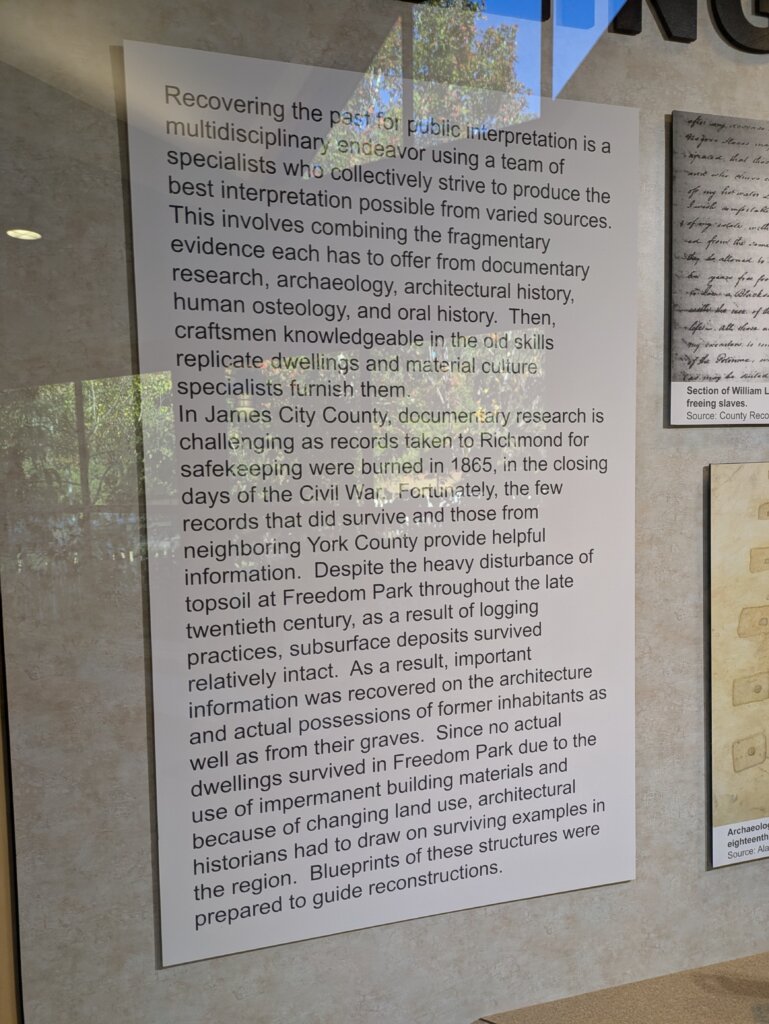 NG
Recovering the past for public interpretation is a
multidisciplinary endeavor using a team of
specialists who collectively strive to produce the
best interpretation possible from varied sources.
This involves combining the fragmentary
evidence each has to offer from documentary
research, archaeology, architectural history,
human osteology, and oral history. Then,
craftsmen knowledgeable in the old skills
replicate dwellings and material culture
specialists furnish them.
In James City County, documentary research is
challenging as records taken to Richmond for
safekeeping were burned in 1865, in the closing
days of the Civil War. Fortunately, the few
records that did survive and those from
neighboring York County provide helpful
information. Despite the heavy disturbance of
topsoil at Freedom Park throughout the late
twentieth century, as a result of logging
practices, subsurface deposits survived
relatively intact. As a result, important
information was recovered on the architecture
and actual possessions of former inhabitants as
well as from their graves. Since no actual
dwellings survived in Freedom Park due to the
use of impermanent building materials and
because of changing land use, architectural
historians had to draw on surviving examples in
the region. Blueprints of these structures were
prepared to guide reconstructions.
Section of William L
freeing slaves.
Source: County Reco
Archaeolog
eighteenth
Source: Ala